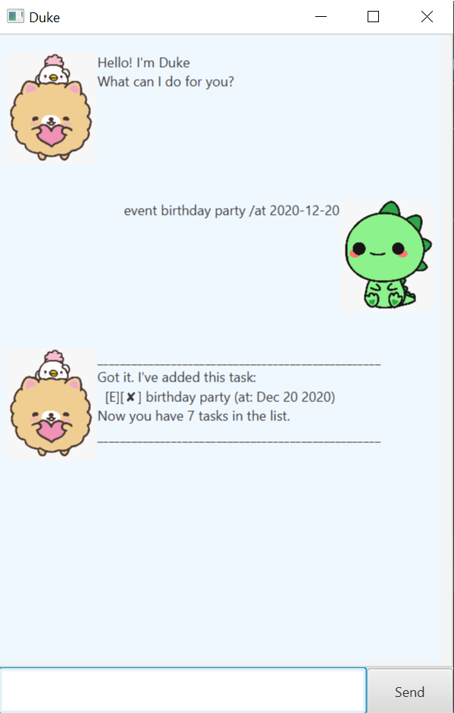 Duke
Hello! I'm Duke
What can I do for you?
event birthday party /at 2020-12-20
____________________________________________
Got it. I've added this task:
[E][✘] birthday party (at: Dec 20 2020)
Now you have 7 tasks in the list.
____________________________________________
Send